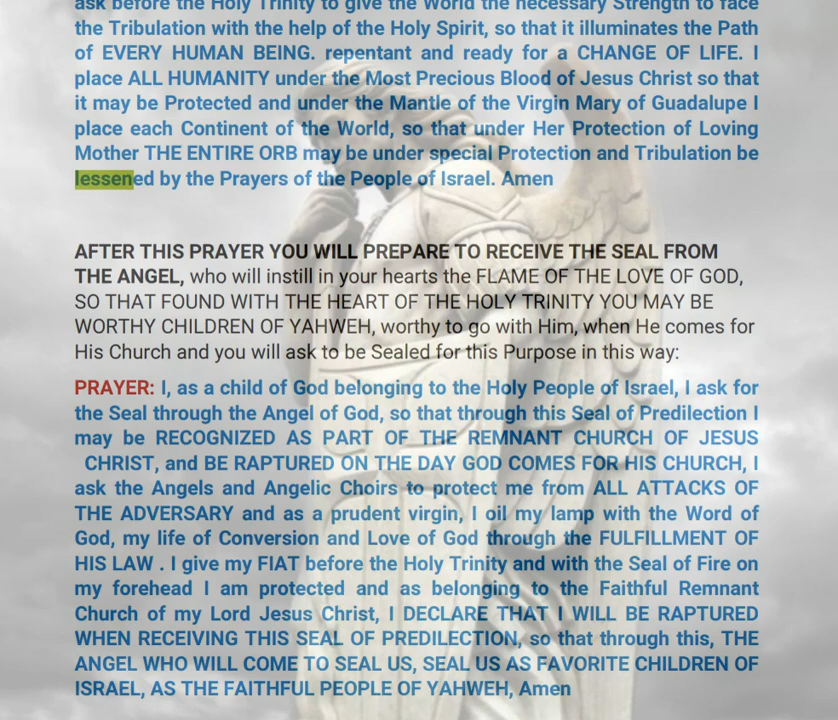 ask before the Holy Trinity to give the World the necessary Strength to face
the Tribulation with the help of the Holy Spirit, so that it illuminates the Path
of EVERY HUMAN BEING. repentant and ready for a CHANGE OF LIFE. I
place ALL HUMANITY under the Most Precious Blood of Jesus Christ so that
it may be Protected and under the Mantle of the Virgin Mary of Guadalupe I
place each Continent of the World, so that under Her Protection of Loving
Mother THE ENTIRE ORB may be under special Protection and Tribulation be
lessened by the Prayers of the People of Israel. Amen
AFTER THIS PRAYER YOU WILL PREPARE TO RECEIVE THE SEAL FROM
THE ANGEL, who will instill in your hearts the FLAME OF THE LOVE OF GOD,
SO THAT FOUND WITH THE HEART OF THE HOLY TRINITY YOU MAY BE
WORTHY CHILDREN OF YAHWEH, worthy to go with Him, when He comes for
His Church and you will ask to be Sealed for this Purpose in this way:
PRAYER: I, as a child of God belonging to the Holy People of Israel, I ask for
the Seal through the Angel of God, so that through this Seal of Predilection I
may be RECOGNIZED AS PART OF THE REMNANT CHURCH OF JESUS
CHRIST, and BE RAPTURED ON THE DAY GOD COMES FOR HIS CHURCH, I
ask the Angels and Angelic Choirs to protect me from ALL ATTACKS OF
THE ADVERSARY and as a prudent virgin, I oil my lamp with the Word of
God, my life of Conversion and Love of God through the FULFILLMENT OF
HIS LAW . I give my FIAT before the Holy Trinity and with the Seal of Fire on
my forehead I am protected and as belonging to the Faithful Remnant
Church of my Lord Jesus Christ, I DECLARE THAT I WILL BE RAPTURED
WHEN RECEIVING THIS SEAL OF PREDILECTION, so that through this, THE
ANGEL WHO WILL COME TO SEAL US, SEAL US AS FAVORITE CHILDREN OF
ISRAEL, AS THE FAITHFUL PEOPLE OF YAHWEH, Amen